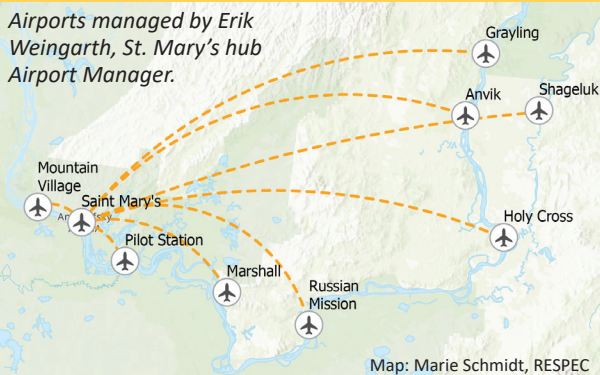 Airports managed by Erik
Weingarth, St. Mary's hub
Airport Manager.
Grayling
Anvik
Shageluk
Mountain
Village
Saint Mary's
Pilot Station
Holy Cross
Marshall
Russian
Mission
Map: Marie Schmidt, RESPEC